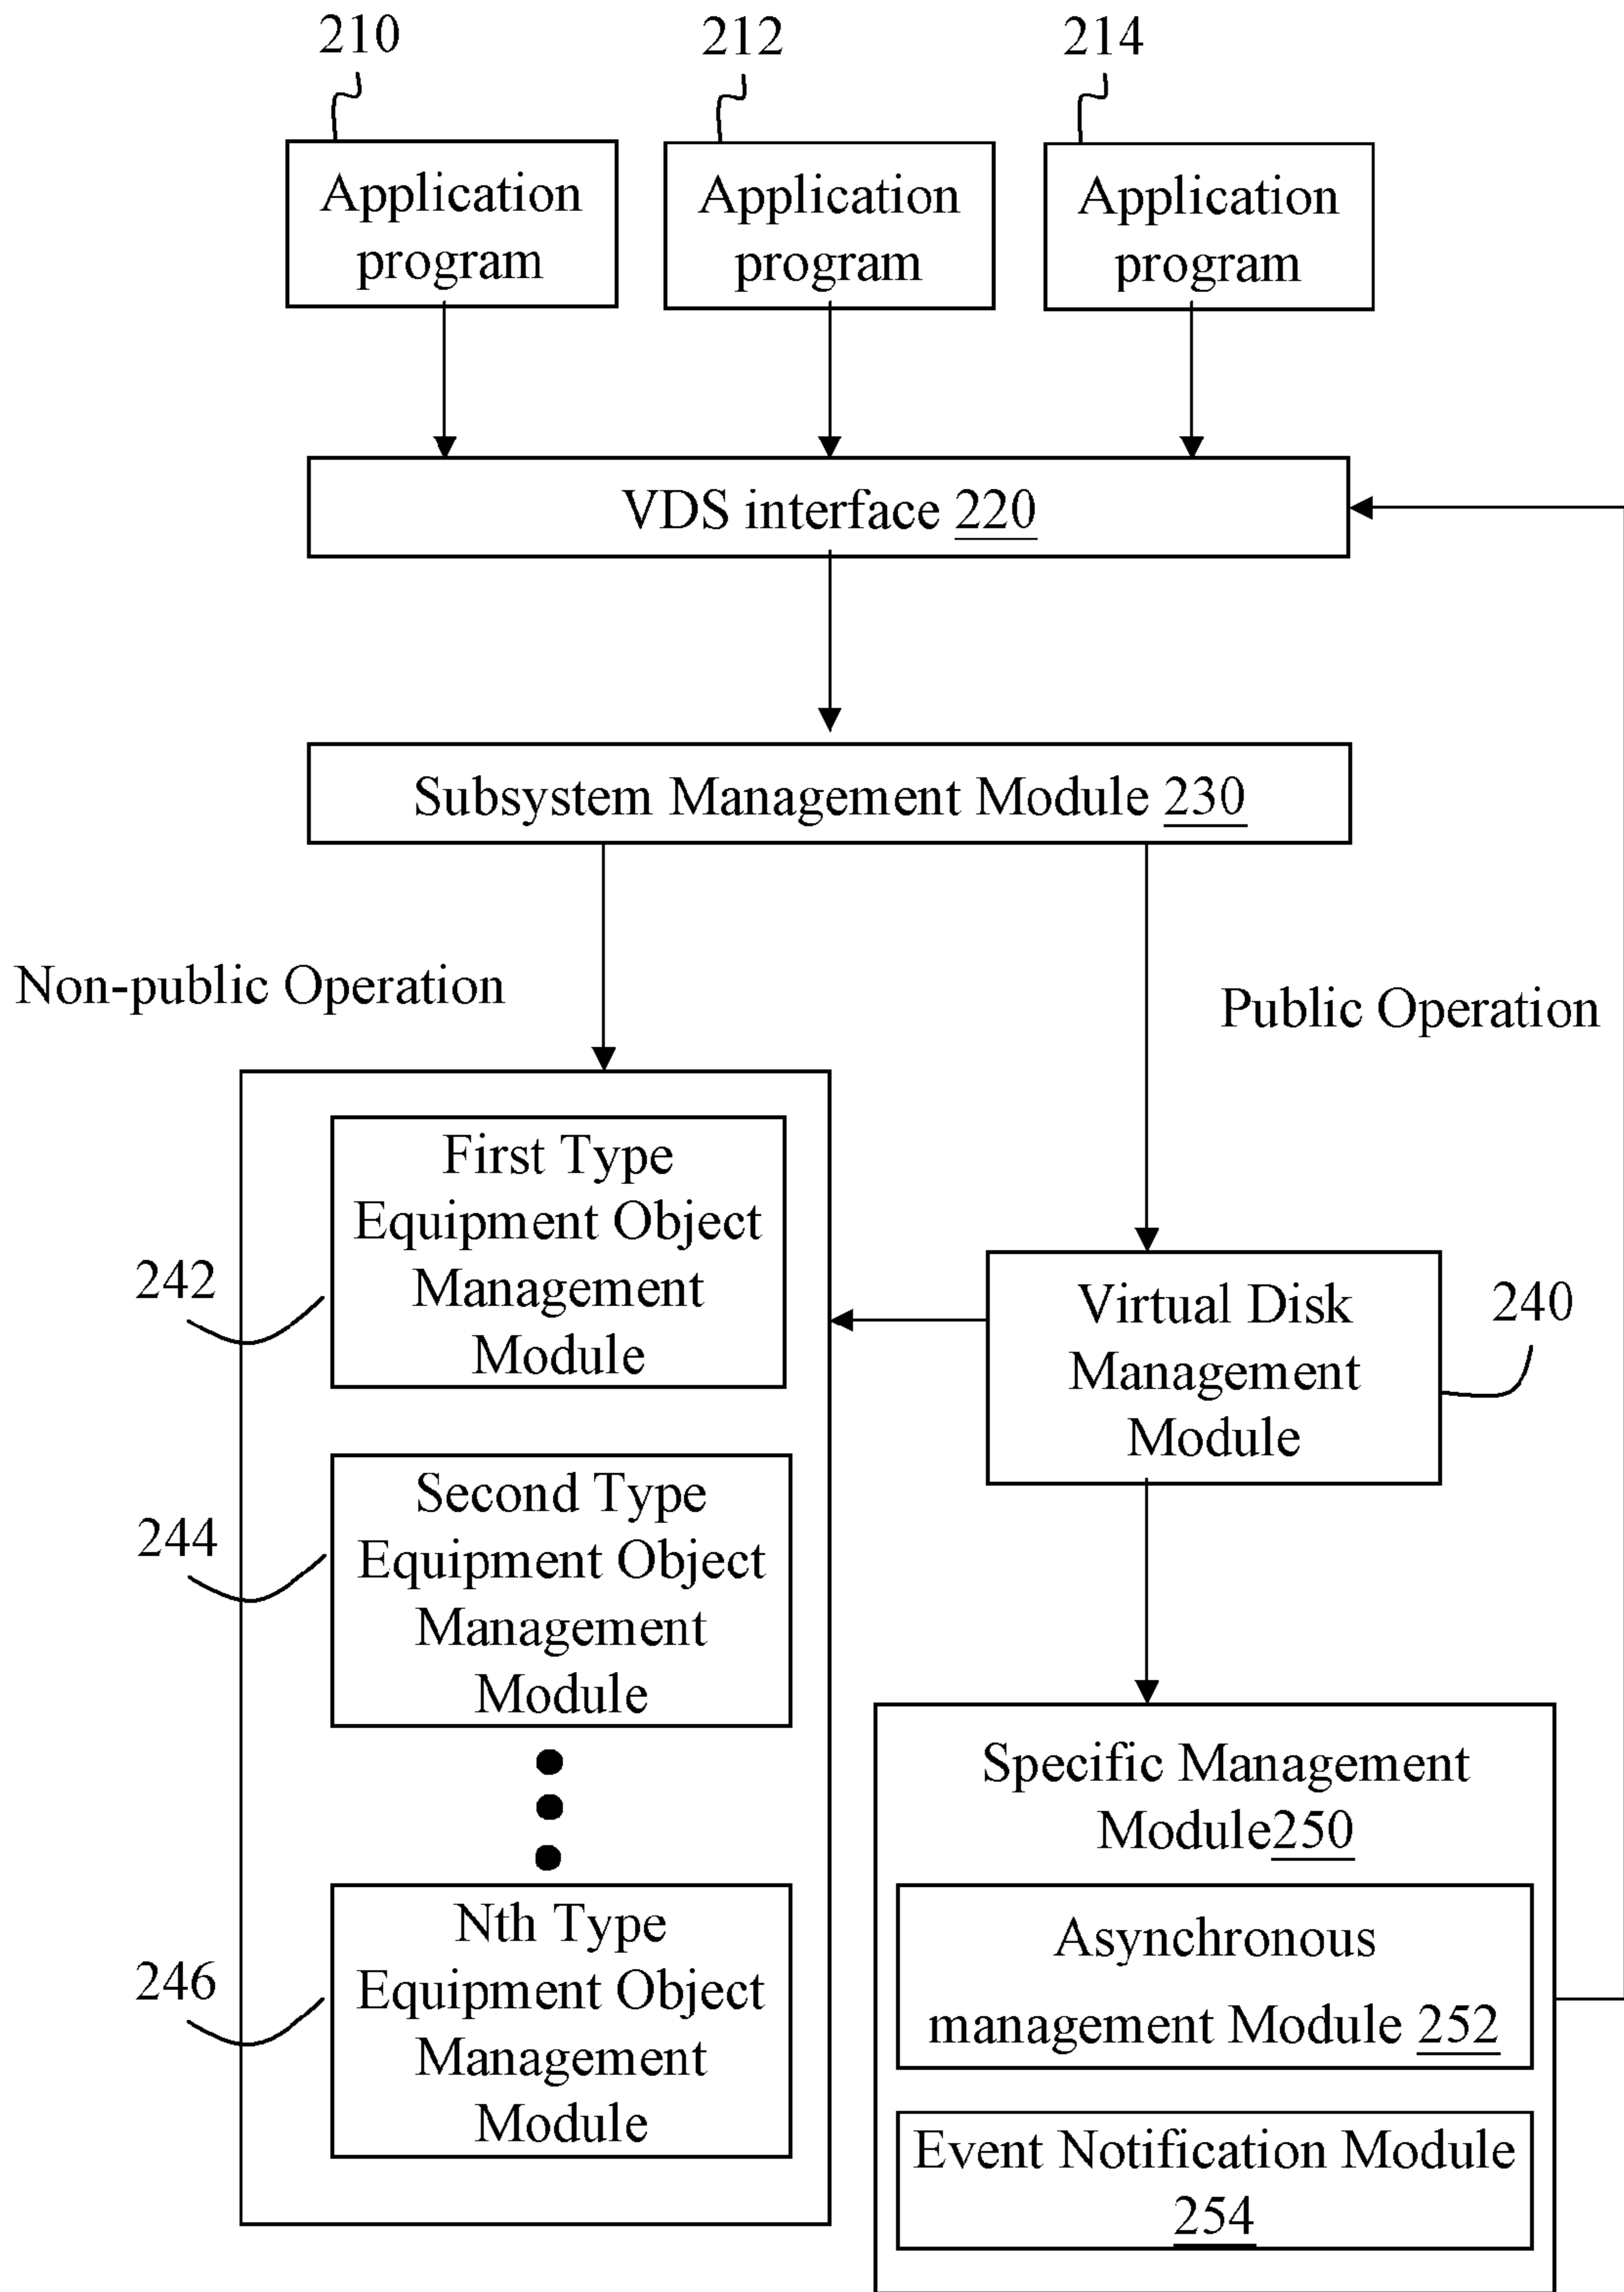 210
212
214
Application
program
Application
program
Application
program
VDS interface 220
Subsystem Management Module 230
Non-public Operation
Public Operation
First Type
Equipment Object
Management
Module
242
Virtual Disk
Management
Module
240
Second Type
Equipment Object
Management
Module
244
Specific Management
Module250
Asynchronous
management Module 252
Nth Type
Equipment Object
Management
Module
246
Event Notification Module
254